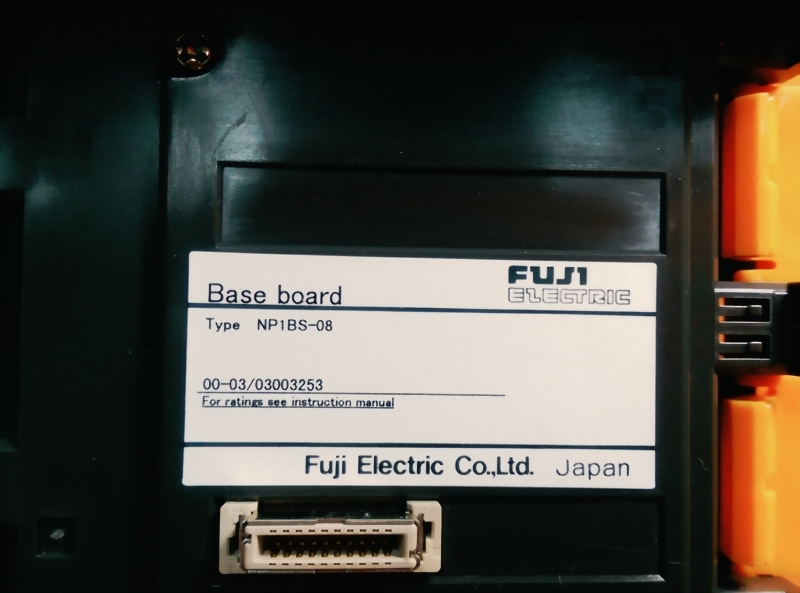 FUJI
ELECTRIC
Base board
Type NP1BS-08
00-03/03003253
For ratings see instruction manual
Fuji Electric Co.,Ltd. Japan